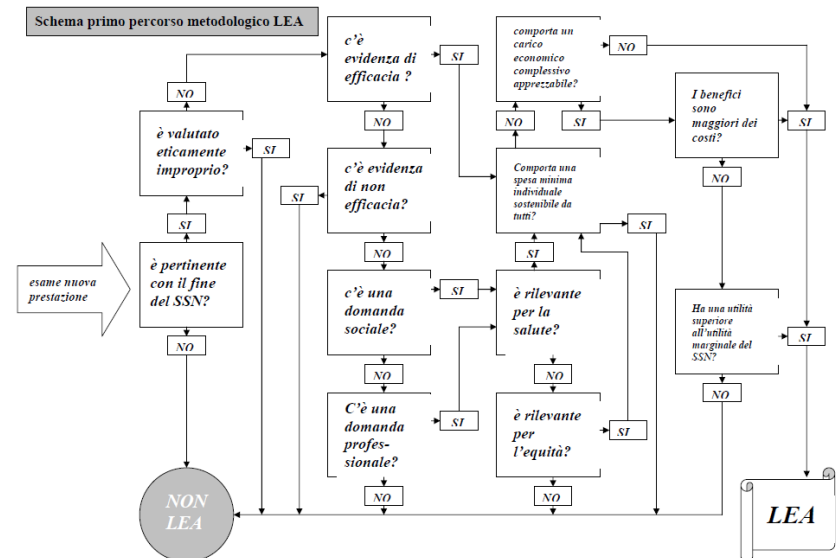 Schema primo percorso metodologico LEA
esame nuova
prestazione
è pertinente
con il fine
del SSN?
SI
NO
è valutato
eticamente
improprio?
NO
SI
c'è
evidenza di
efficacia ?
SI
NO
c'è evidenza
di non
efficacia?
SI
NO
c'è una
domanda
sociale?
SI
NO
C'è una
domanda
profes-
sionale?
SI
NO
comporta un
carico
economico
complessivo
apprezzabile?
NO
SI
NO
Comporta una
spesa minima
individuale
sostenibile da
tutti?
SI
SI
è rilevante
per la
salute?
NO
è rilevante
per
l'equità?
SI
NO
I benefici
sono
maggiori dei
costi?
SI
NO
Ha una utilità
superiore
all'utilità
marginale del
SSN?
SI
NO
NON
LEA
LEA